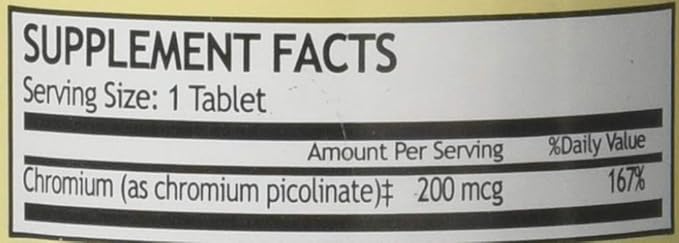 SUPPLEMENT FACTS
Serving Size: 1 Tablet
Amount Per Serving %Daily Value
Chromium (as chromium picolinate)‡ 200 mcg 167%